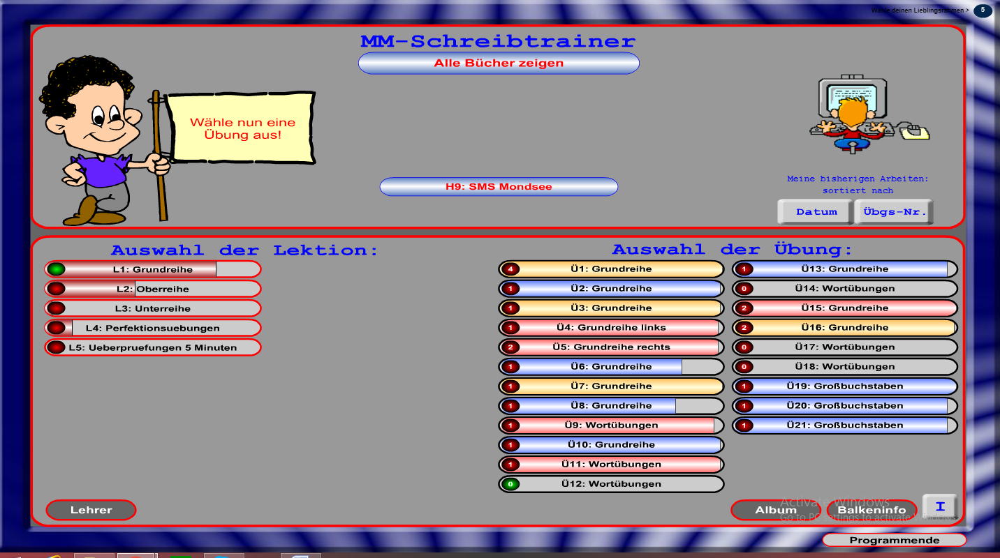 Wähle deinen Lieblingsrahmen >
5
MM-Schreibtrainer
Alle Bücher zeigen
Wähle nun eine
Übung aus!
H9: SMS Mondsee
Meine bisherigen Arbeiten:
sortiert nach
Datum
Übgs-Nr.
Auswahl der Lektion:
L1: Grundreihe
L2: Oberreihe
L3: Unterreihe
L4: Perfektionsuebungen
L5: Ueberpruefungen 5 Minuten
Auswahl der Übung:
4 Ü1: Grundreihe
1 Ü2: Grundreihe
1 Ü3: Grundreihe
1 Ü4: Grundreihe links
2 Ü5: Grundreihe rechts
1 Ü6: Grundreihe
1 Ü7: Grundreihe
1 Ü8: Grundreihe
1 Ü9: Wortübungen
1 Ü10: Grundreihe
1 Ü11: Wortübungen
0 Ü12: Wortübungen
1 Ü13: Grundreihe
0 Ü14: Wortübungen
2 Ü15: Grundreihe
2 Ü16: Grundreihe
0 Ü17: Wortübungen
0 Ü18: Wortübungen
1 Ü19: Großbuchstaben
1 Ü20: Großbuchstaben
1 Ü21: Großbuchstaben
Lehrer
Album
Balkeninfo
I
Activate Windows
Go to PC settings to activate Windows.
Programmende